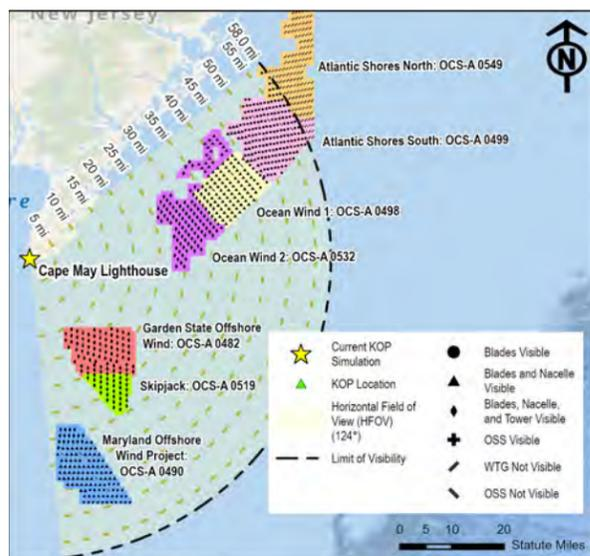 New Jersey
58.0 mi
55 mi
50 mi
45 mi
40 mi
35 mi
30 mi
25 mi
20 mi
15 mi
10 mi
5 mi
N
Atlantic Shores North: OCS-A 0549
Atlantic Shores South: OCS-A 0499
Ocean Wind 1: OCS-A 0498
Ocean Wind 2: OCS-A 0532
Cape May Lighthouse
Garden State Offshore
Wind: OCS-A 0482
Skipjack: OCS-A 0519
Maryland Offshore
Wind Project:
OCS-A 0490
Current KOP
Simulation
KOP Location
Horizontal Field of
View (HFOV)
(124°)
Limit of Visibility
Blades Visible
Blades and Nacelle
Visible
Blades, Nacelle,
and Tower Visible
OSS Visible
WTG Not Visible
OSS Not Visible
0 5 10 20
Statute Miles